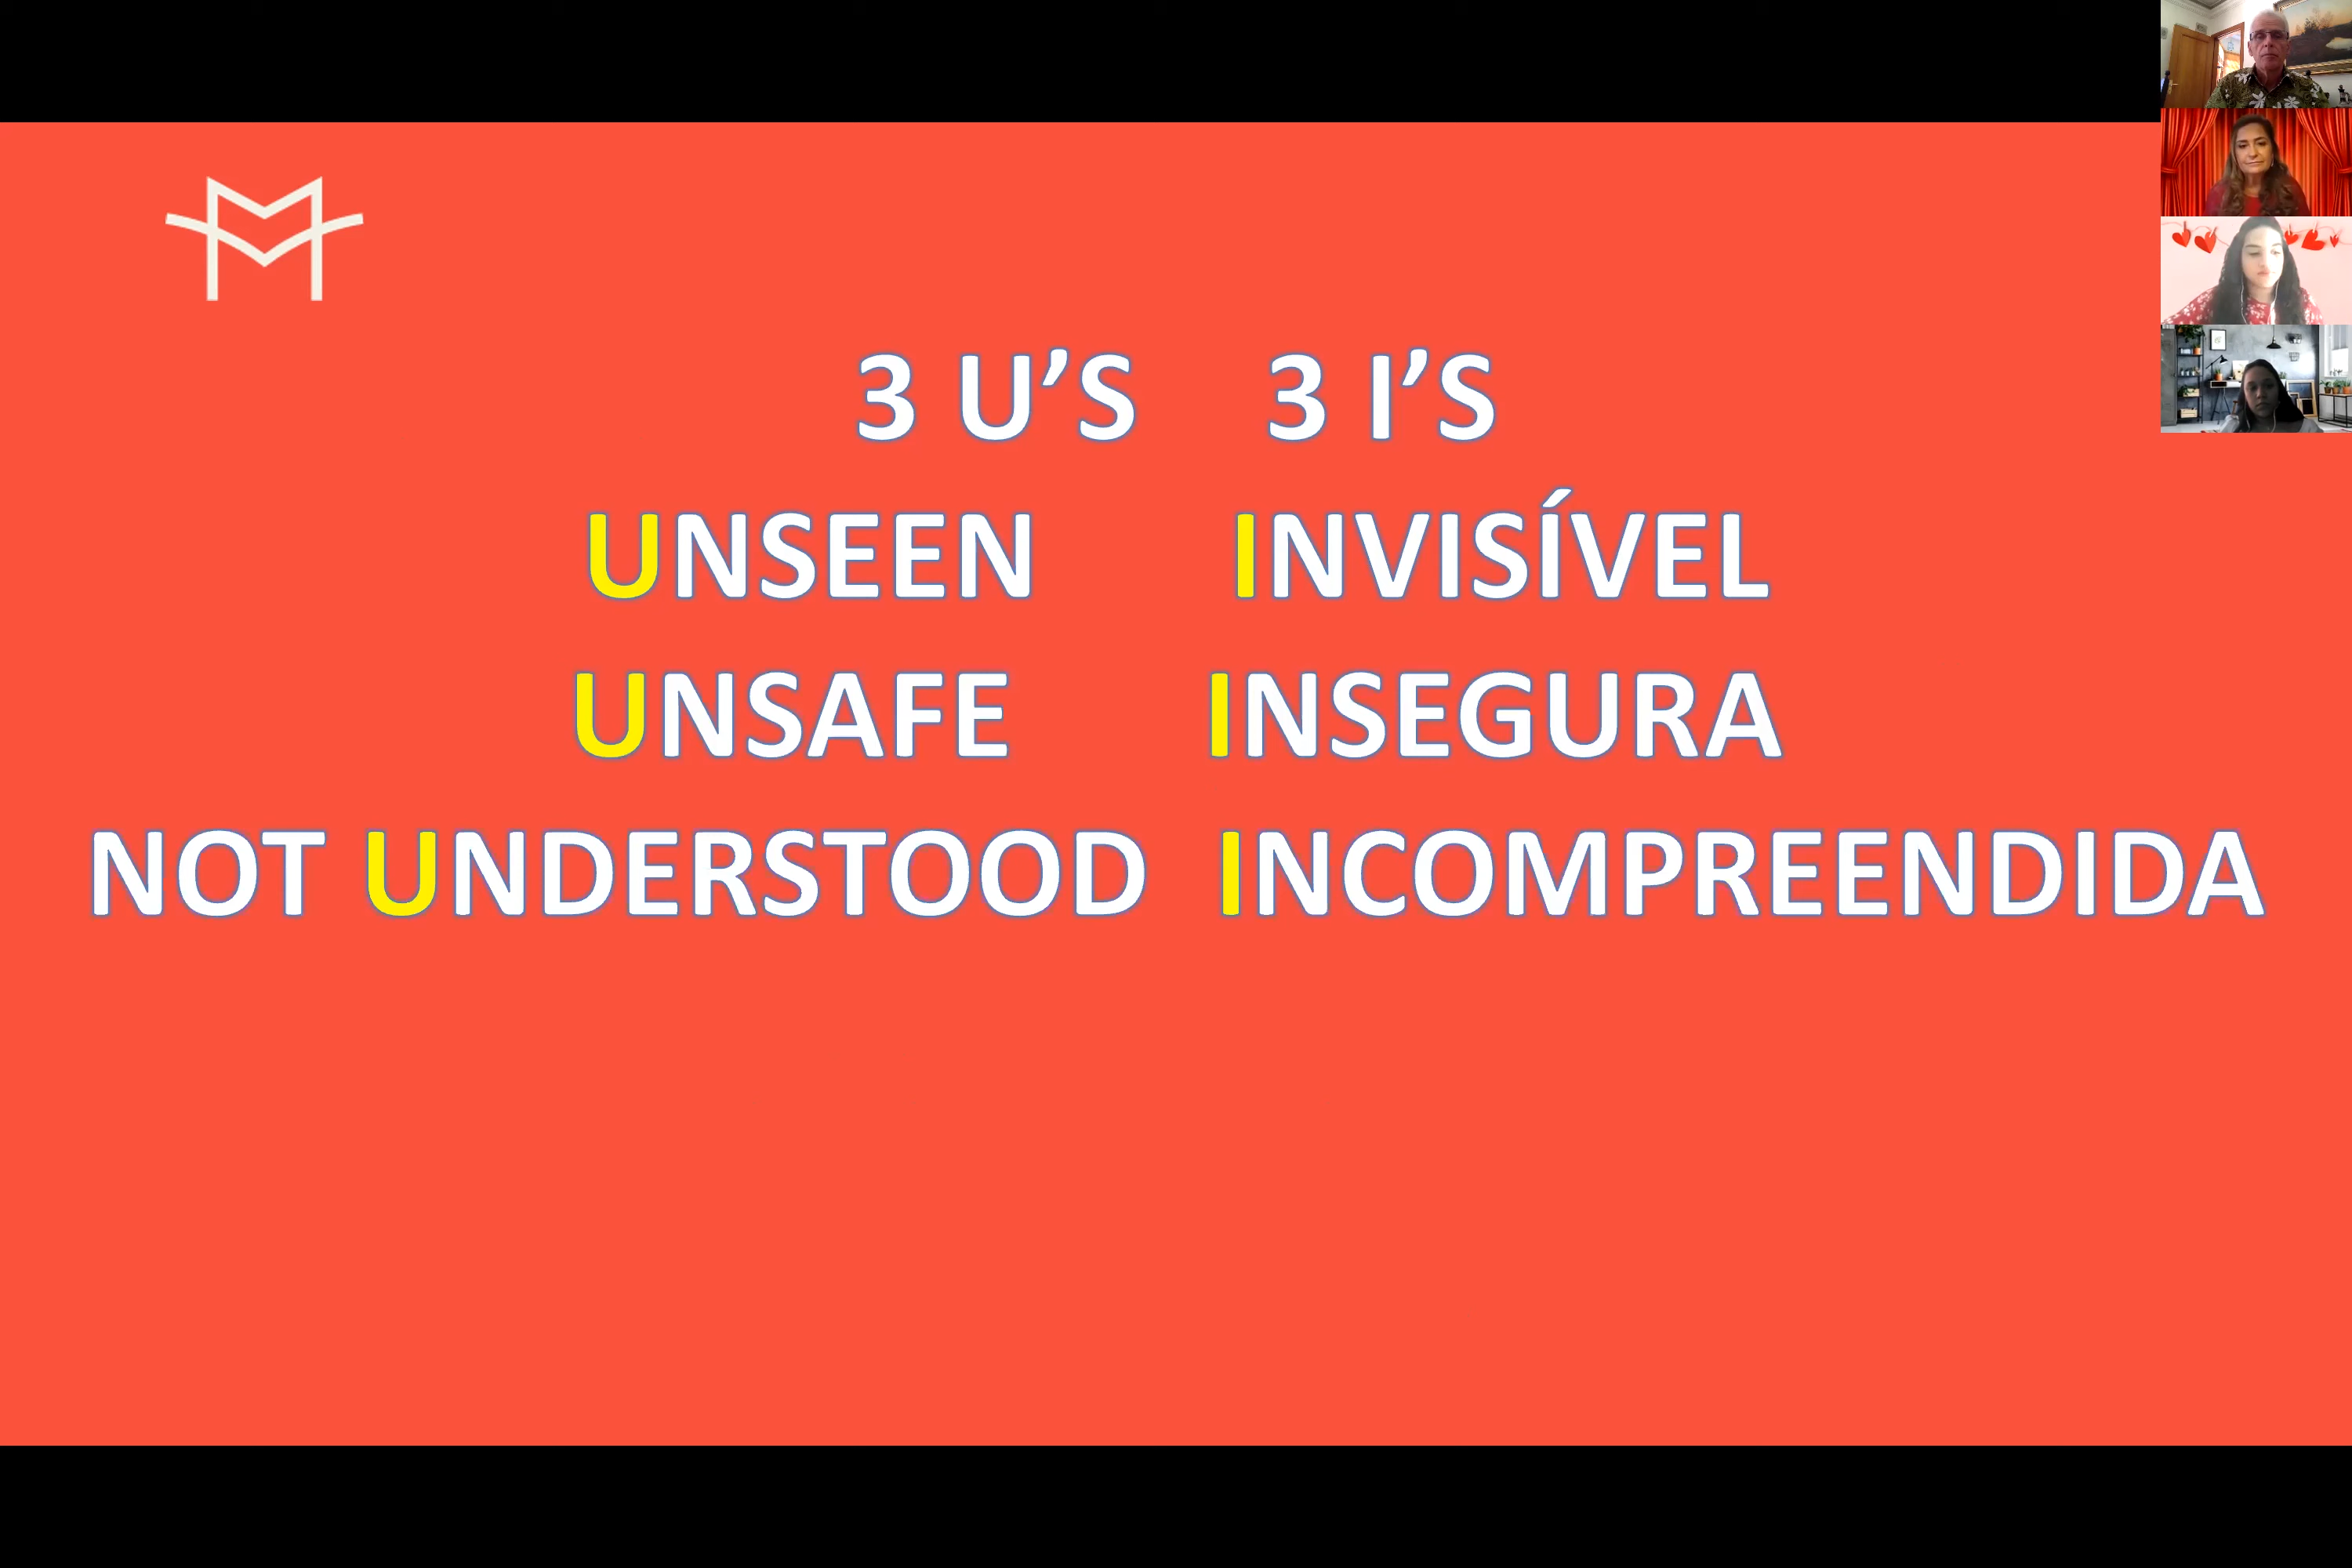 3 U’S 3 I’S
UNSEEN INVISÍVEL
UNSAFE INSEGURA
NOT UNDERSTOOD INCOMPREENDIDA